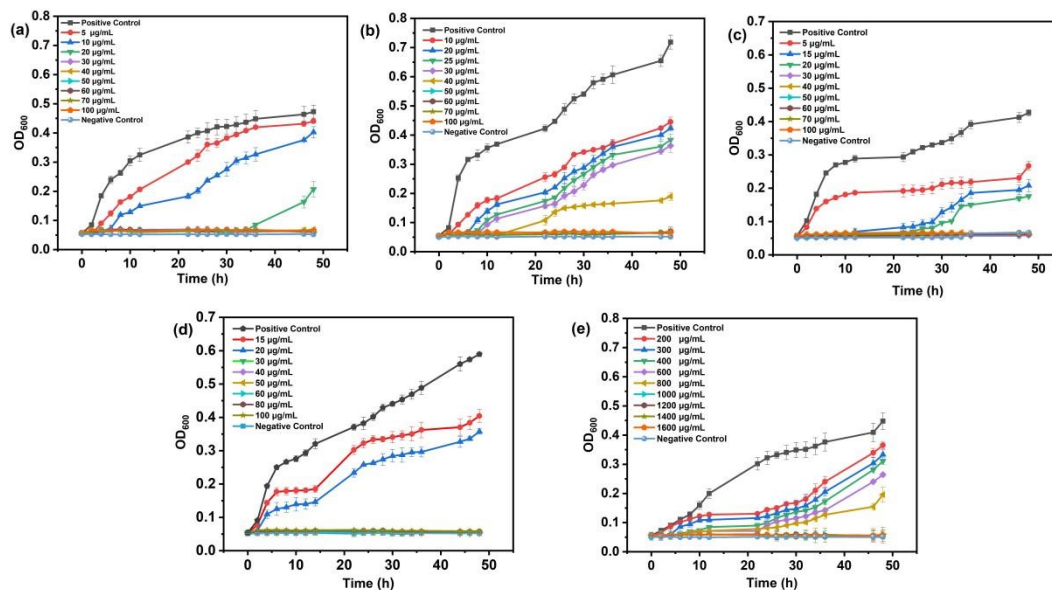 (a)
Positive Control
5 μg/mL
10 μg/mL
20 μg/mL
30 μg/mL
40 μg/mL
50 μg/mL
60 μg/mL
70 μg/mL
100 μg/mL
Negative Control
OD600
0.8
0.7
0.6
0.5
0.4
0.3
0.2
0.1
0.0
0 10 20 30 40 50
Time (h)
(b)
Positive Control
10 μg/mL
20 μg/mL
25 μg/mL
30 μg/mL
40 μg/mL
50 μg/mL
60 μg/mL
70 μg/mL
100 μg/mL
Negative Control
OD600
0.8
0.7
0.6
0.5
0.4
0.3
0.2
0.1
0.0
0 10 20 30 40 50
Time (h)
(c)
Positive Control
5 μg/mL
15 μg/mL
20 μg/mL
30 μg/mL
40 μg/mL
50 μg/mL
60 μg/mL
70 μg/mL
100 μg/mL
Negative Control
OD600
0.7
0.6
0.5
0.4
0.3
0.2
0.1
0.0
0 10 20 30 40 50
Time (h)
(d)
Positive Control
15 μg/mL
20 μg/mL
30 μg/mL
40 μg/mL
50 μg/mL
60 μg/mL
80 μg/mL
100 μg/mL
Negative Control
OD600
0.7
0.6
0.5
0.4
0.3
0.2
0.1
0.0
0 10 20 30 40 50
Time (h)
(e)
Positive Control
200 μg/mL
300 μg/mL
400 μg/mL
600 μg/mL
800 μg/mL
1000 μg/mL
1200 μg/mL
1400 μg/mL
1600 μg/mL
Negative Control
OD600
0.8
0.7
0.6
0.5
0.4
0.3
0.2
0.1
0.0
0 10 20 30 40 50
Time (h)